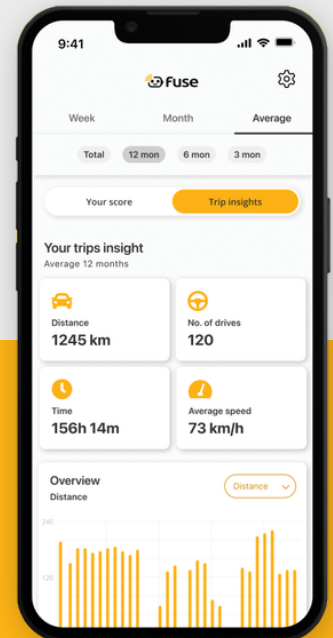 9:41
fuse
Week Month Average
Total 12 mon 6 mon 3 mon
Your score Trip insights
Your trips insight
Average 12 months
Distance
1245 km
No. of drives
120
Time
156h 14m
Average speed
73 km/h
Overview
Distance
Distance
240
120